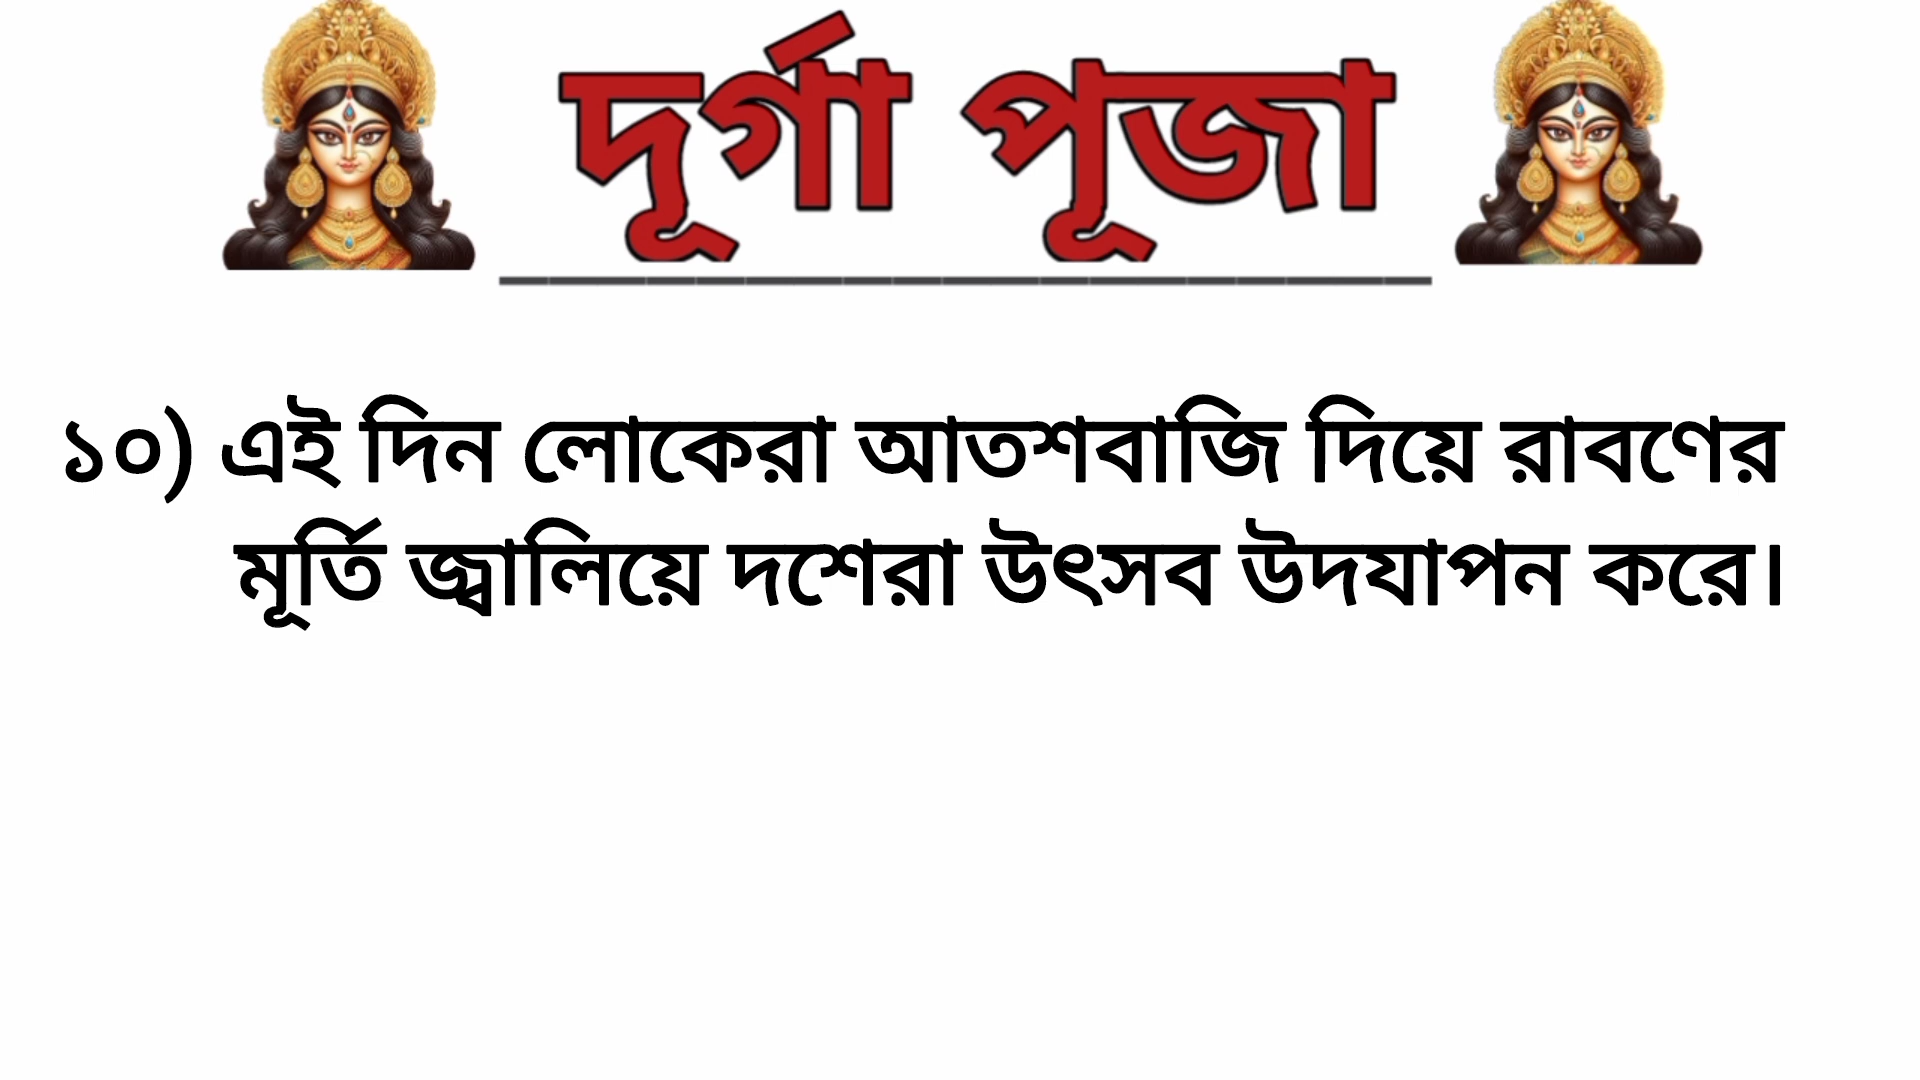 দূর্গা পূজা
১০) এই দিন লোকেরা আতশবাজি দিয়ে রাবণের
মূর্তি জ্বালিয়ে দশেরা উৎসব উদযাপন করে।